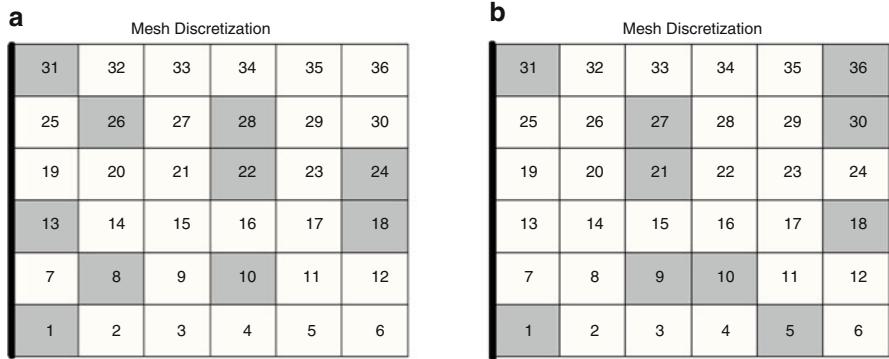 a
Mesh Discretization
31 32 33 34 35 36
25 26 27 28 29 30
19 20 21 22 23 24
13 14 15 16 17 18
7 8 9 10 11 12
1 2 3 4 5 6
b
Mesh Discretization
31 32 33 34 35 36
25 26 27 28 29 30
19 20 21 22 23 24
13 14 15 16 17 18
7 8 9 10 11 12
1 2 3 4 5 6